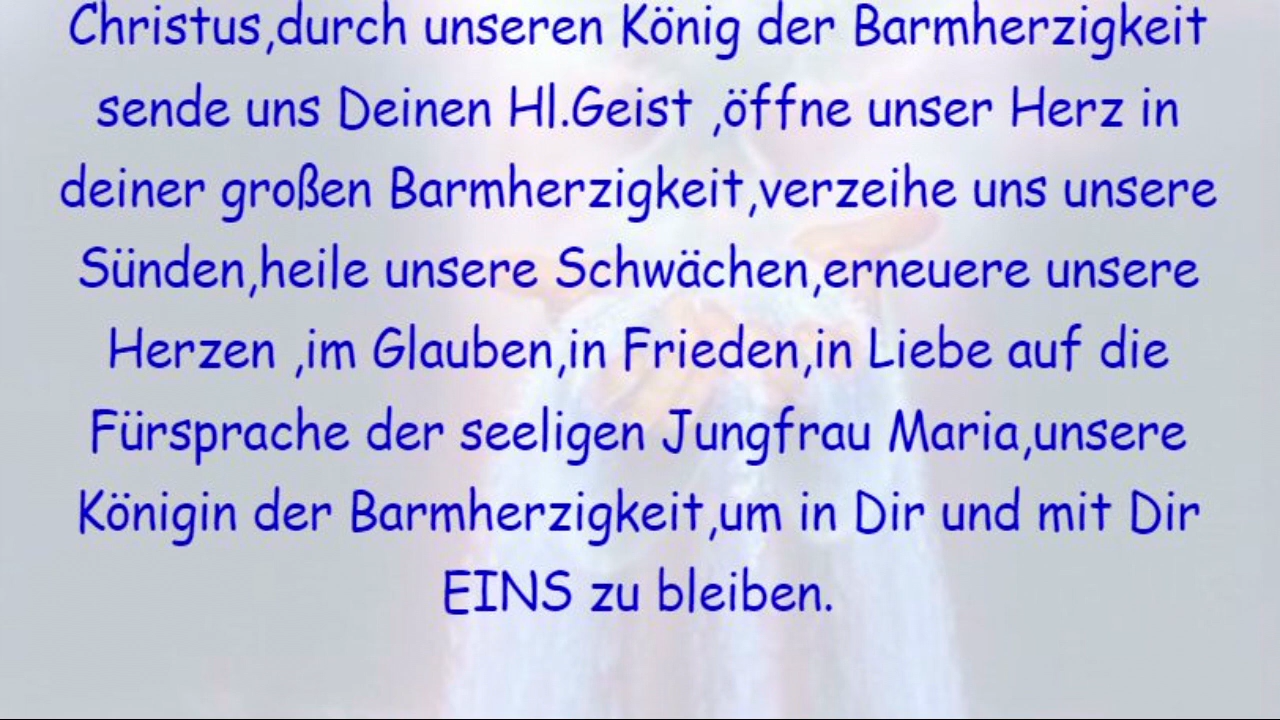 Christus,durch unseren König der Barmherzigkeit
sende uns Deinen Hl.Geist ,öffne unser Herz in
deiner großen Barmherzigkeit,verzeihe uns unsere
Sünden,heile unsere Schwächen,erneuere unsere
Herzen ,im Glauben,in Frieden,in Liebe auf die
Fürsprache der seeligen Jungfrau Maria,unsere
Königin der Barmherzigkeit,um in Dir und mit Dir
EINS zu bleiben.